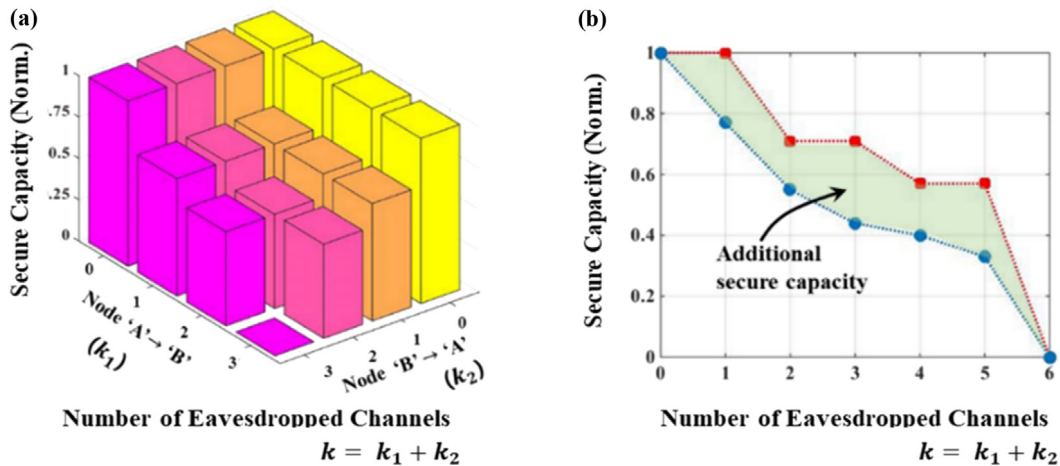 (a)
Secure Capacity (Norm.)
1
.75
0.5
.25
0
0
1
2
3
Node ‘A’→ ‘B’
(k₁)
3
2
1
0
Node ‘B’→ ‘A’
(k₂)
Number of Eavesdropped Channels
k = k₁ + k₂
(b)
Secure Capacity (Norm.)
1
0.8
0.6
0.4
0.2
0
0 1 2 3 4 5 6
Additional
secure capacity
Number of Eavesdropped Channels
k = k₁ + k₂